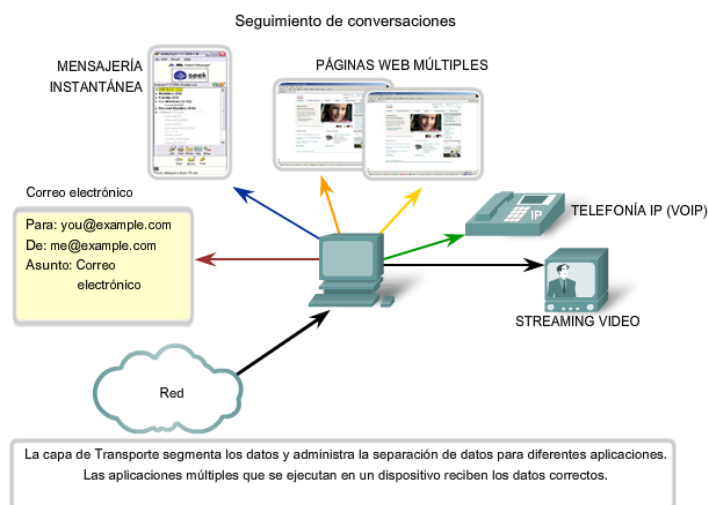 Seguimiento de conversaciones
MENSAJERÍA
INSTANTÁNEA
seek
PÁGINAS WEB MÚLTIPLES
Correo electrónico
Para: you@example.com
De: me@example.com
Asunto: Correo
electrónico
IP
TELEFONÍA IP (VOIP)
STREAMING VIDEO
Red
La capa de Transporte segmenta los datos y administra la separación de datos para diferentes aplicaciones.
Las aplicaciones múltiples que se ejecutan en un dispositivo reciben los datos correctos.